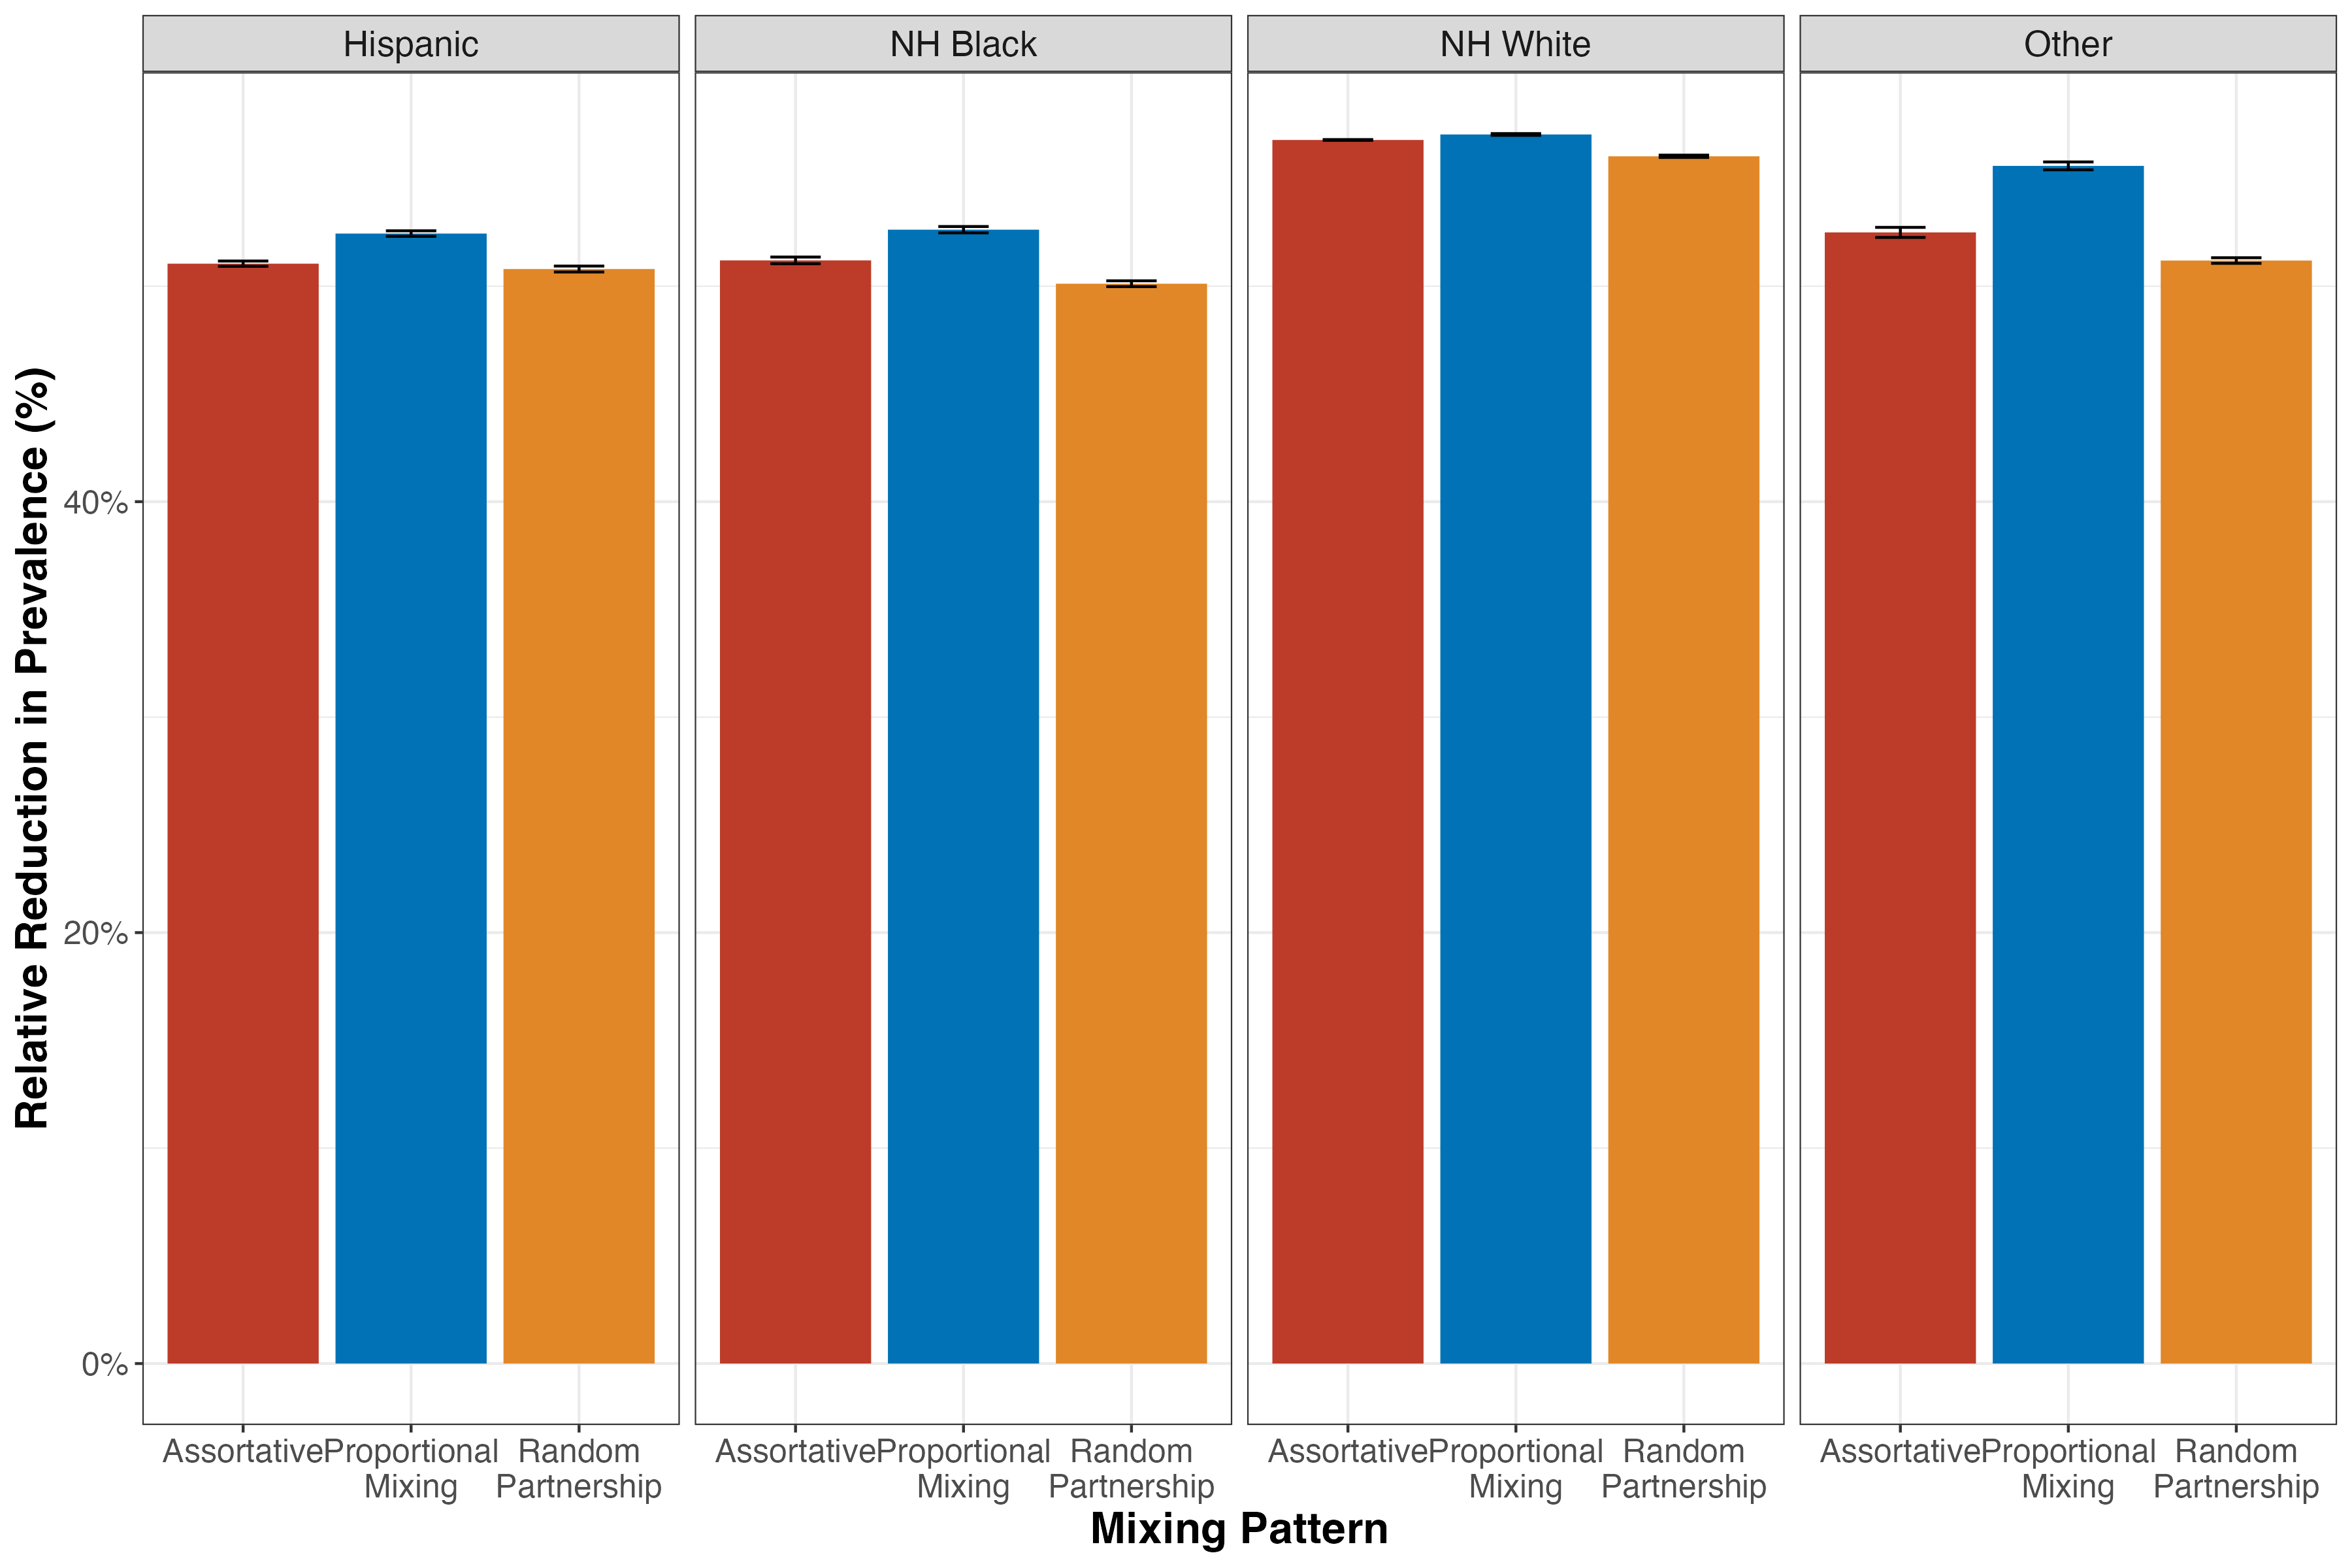 Hispanic
NH Black
NH White
Other
Relative Reduction in Prevalence (%)
40%
20%
0%
Assortative
Proportional
Mixing
Random
Partnership
Assortative
Proportional
Mixing
Random
Partnership
Assortative
Proportional
Mixing
Random
Partnership
Assortative
Proportional
Mixing
Random
Partnership
Mixing Pattern